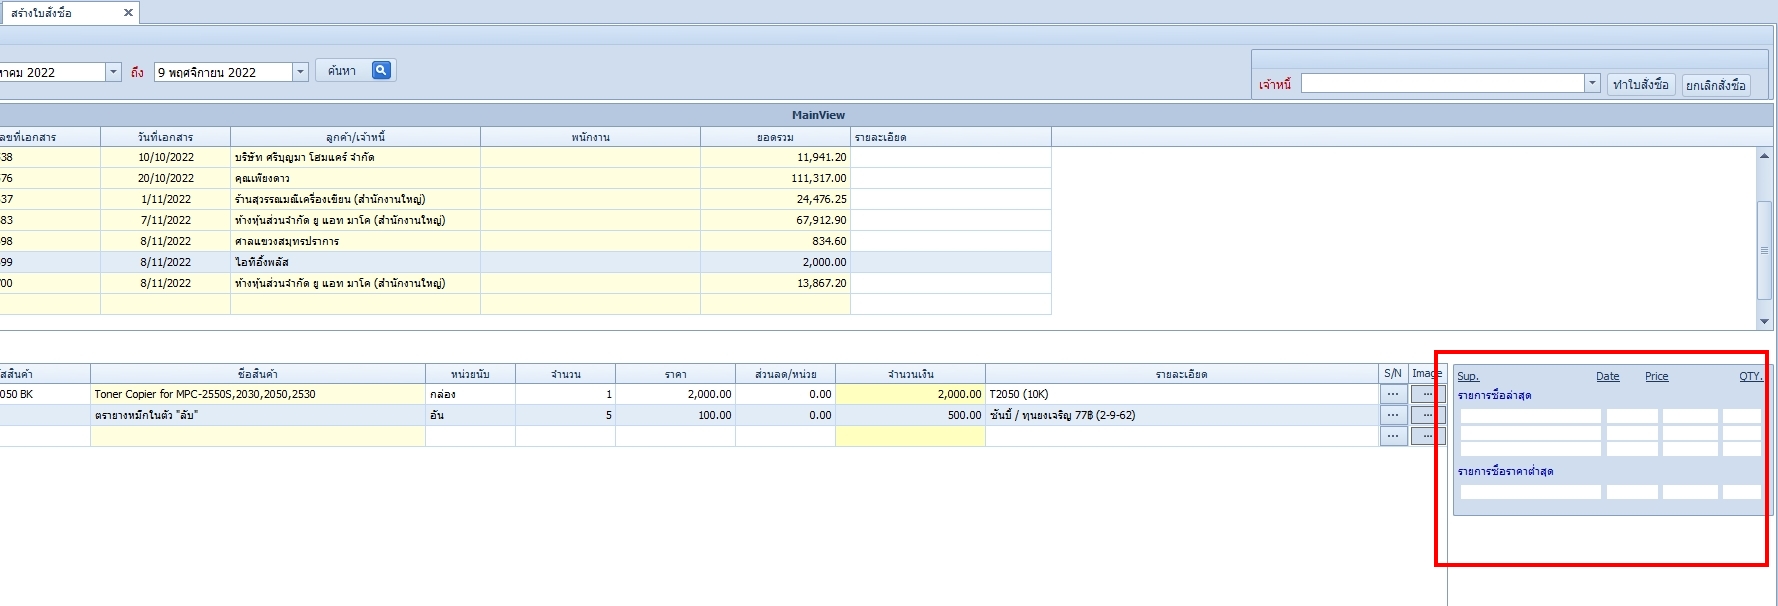 สร้างใบสั่งซื้อ
หาคม 2022 ถึง 9 พฤศจิกายน 2022 ค้นหา
เจ้าหนี้ ทำใบสั่งซื้อ ยกเลิกสั่งซื้อ
MainView
ลขที่เอกสาร วันที่เอกสาร ลูกค้า/เจ้าหนี้ พนักงาน ยอดรวม รายละเอียด
38 10/10/2022 บริษัท ศรีบุญมา โฮมแคร์ จำกัด 11,941.20
76 20/10/2022 คุณเพียงดาว 111,317.00
37 1/11/2022 ร้านสุวรรณมณีเครื่องเขียน (สำนักงานใหญ่) 24,476.25
83 7/11/2022 ห้างหุ้นส่วนจำกัด ยู แอท มาโค (สำนักงานใหญ่) 67,912.90
98 8/11/2022 ศาลแขวงสมุทรปราการ 834.60
99 8/11/2022 ไอทีอิ้งพลัส 2,000.00
00 8/11/2022 ห้างหุ้นส่วนจำกัด ยู แอท มาโค (สำนักงานใหญ่) 13,867.20
ัสสินค้า ชื่อสินค้า หน่วยนับ จำนวน ราคา ส่วนลด/หน่วย จำนวนเงิน รายละเอียด S/N Image
050 BK Toner Copier for MPC-2550S,2030,2050,2530 กล่อง 1 2,000.00 0.00 2,000.00 T2050 (10K) ... ...
ตรายางหมึกในตัว "ลับ" อัน 5 100.00 0.00 500.00 ซันบี้ / ทุนยงเจริญ 77฿ (2-9-62) ... ...
... ...
Sup. Date Price QTY.
รายการซื้อล่าสุด
รายการซื้อราคาต่ำสุด